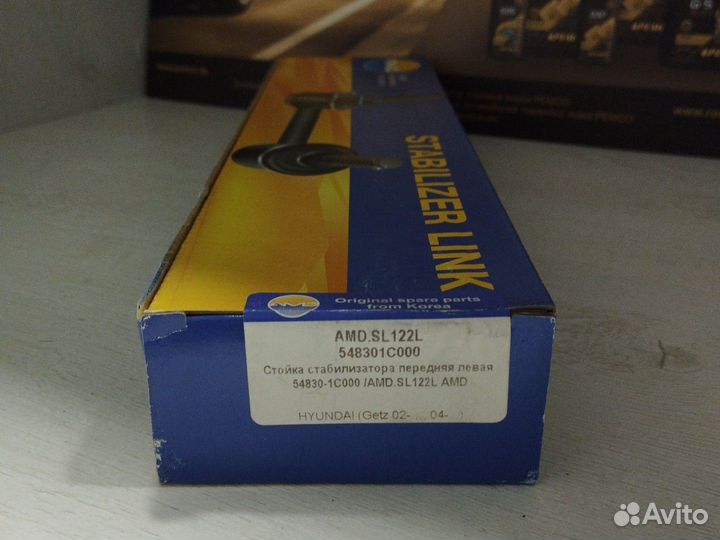 STABILIZER LINK
Original spare parts
from Korea
AMD.SL122L
548301C000
Стойка стабилизатора передняя левая
54830-1C000 /AMD.SL122L AMD
HYUNDAI (Getz 02-..., 04-...)
Avito